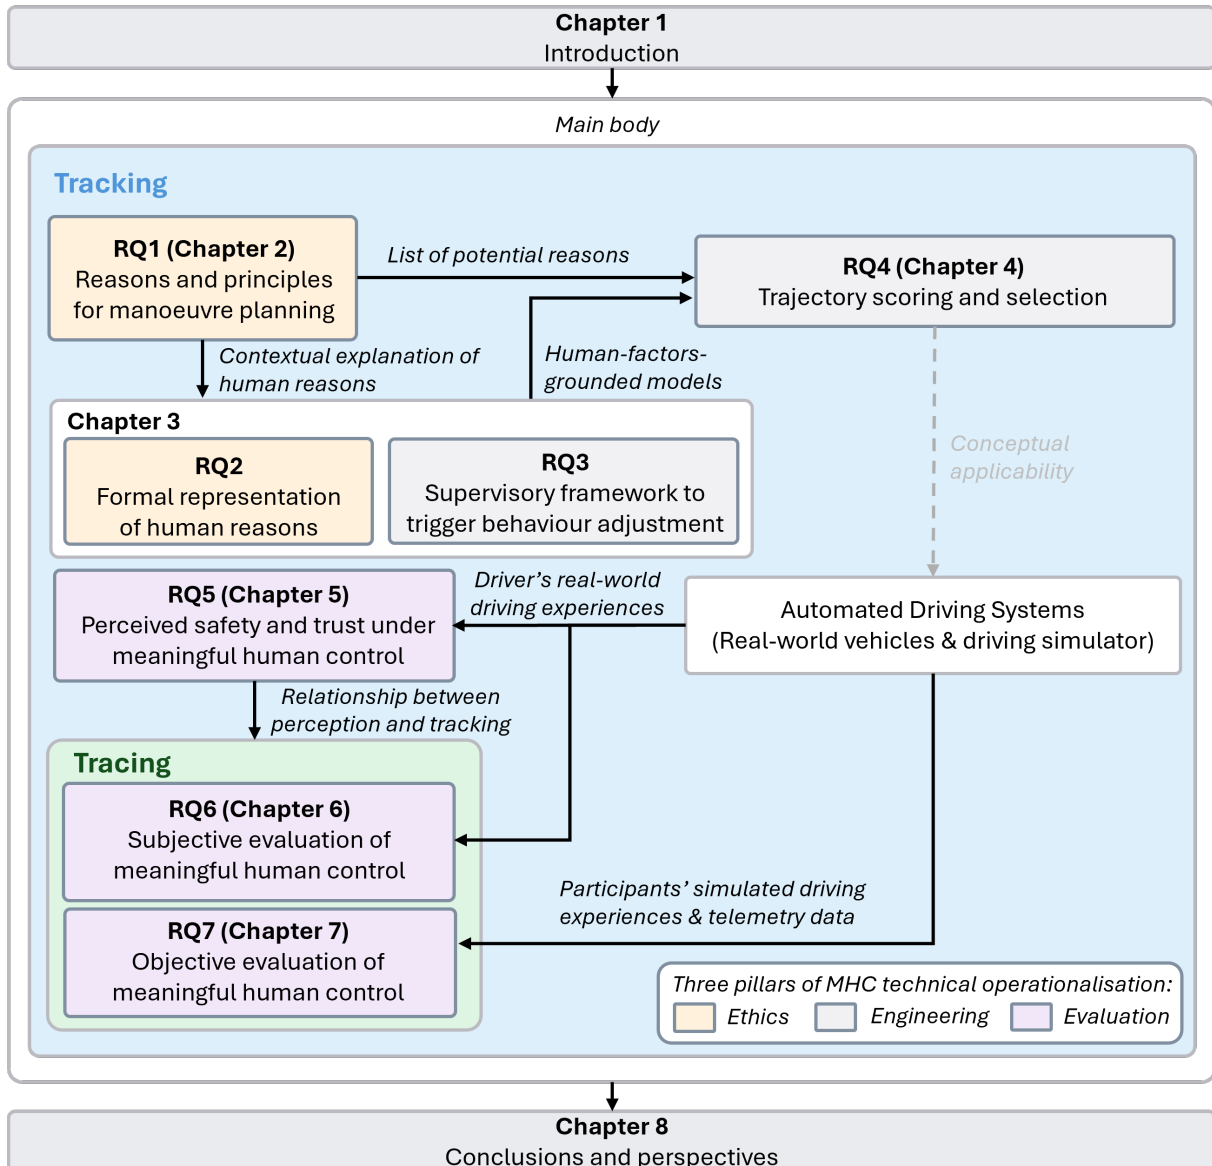 Chapter 1
Introduction
Main body
Tracking
RQ1 (Chapter 2)
Reasons and principles
for manoeuvre planning
List of potential reasons
RQ4 (Chapter 4)
Trajectory scoring and selection
Contextual explanation of
human reasons
Human-factors-
grounded models
Chapter 3
RQ2
Formal representation
of human reasons
RQ3
Supervisory framework to
trigger behaviour adjustment
Conceptual
applicability
RQ5 (Chapter 5)
Perceived safety and trust under
meaningful human control
Driver’s real-world
driving experiences
Automated Driving Systems
(Real-world vehicles & driving simulator)
Relationship between
perception and tracking
Tracing
RQ6 (Chapter 6)
Subjective evaluation of
meaningful human control
RQ7 (Chapter 7)
Objective evaluation of
meaningful human control
Participants’ simulated driving
experiences & telemetry data
Three pillars of MHC technical operationalisation:
Ethics
Engineering
Evaluation
Chapter 8
Conclusions and perspectives